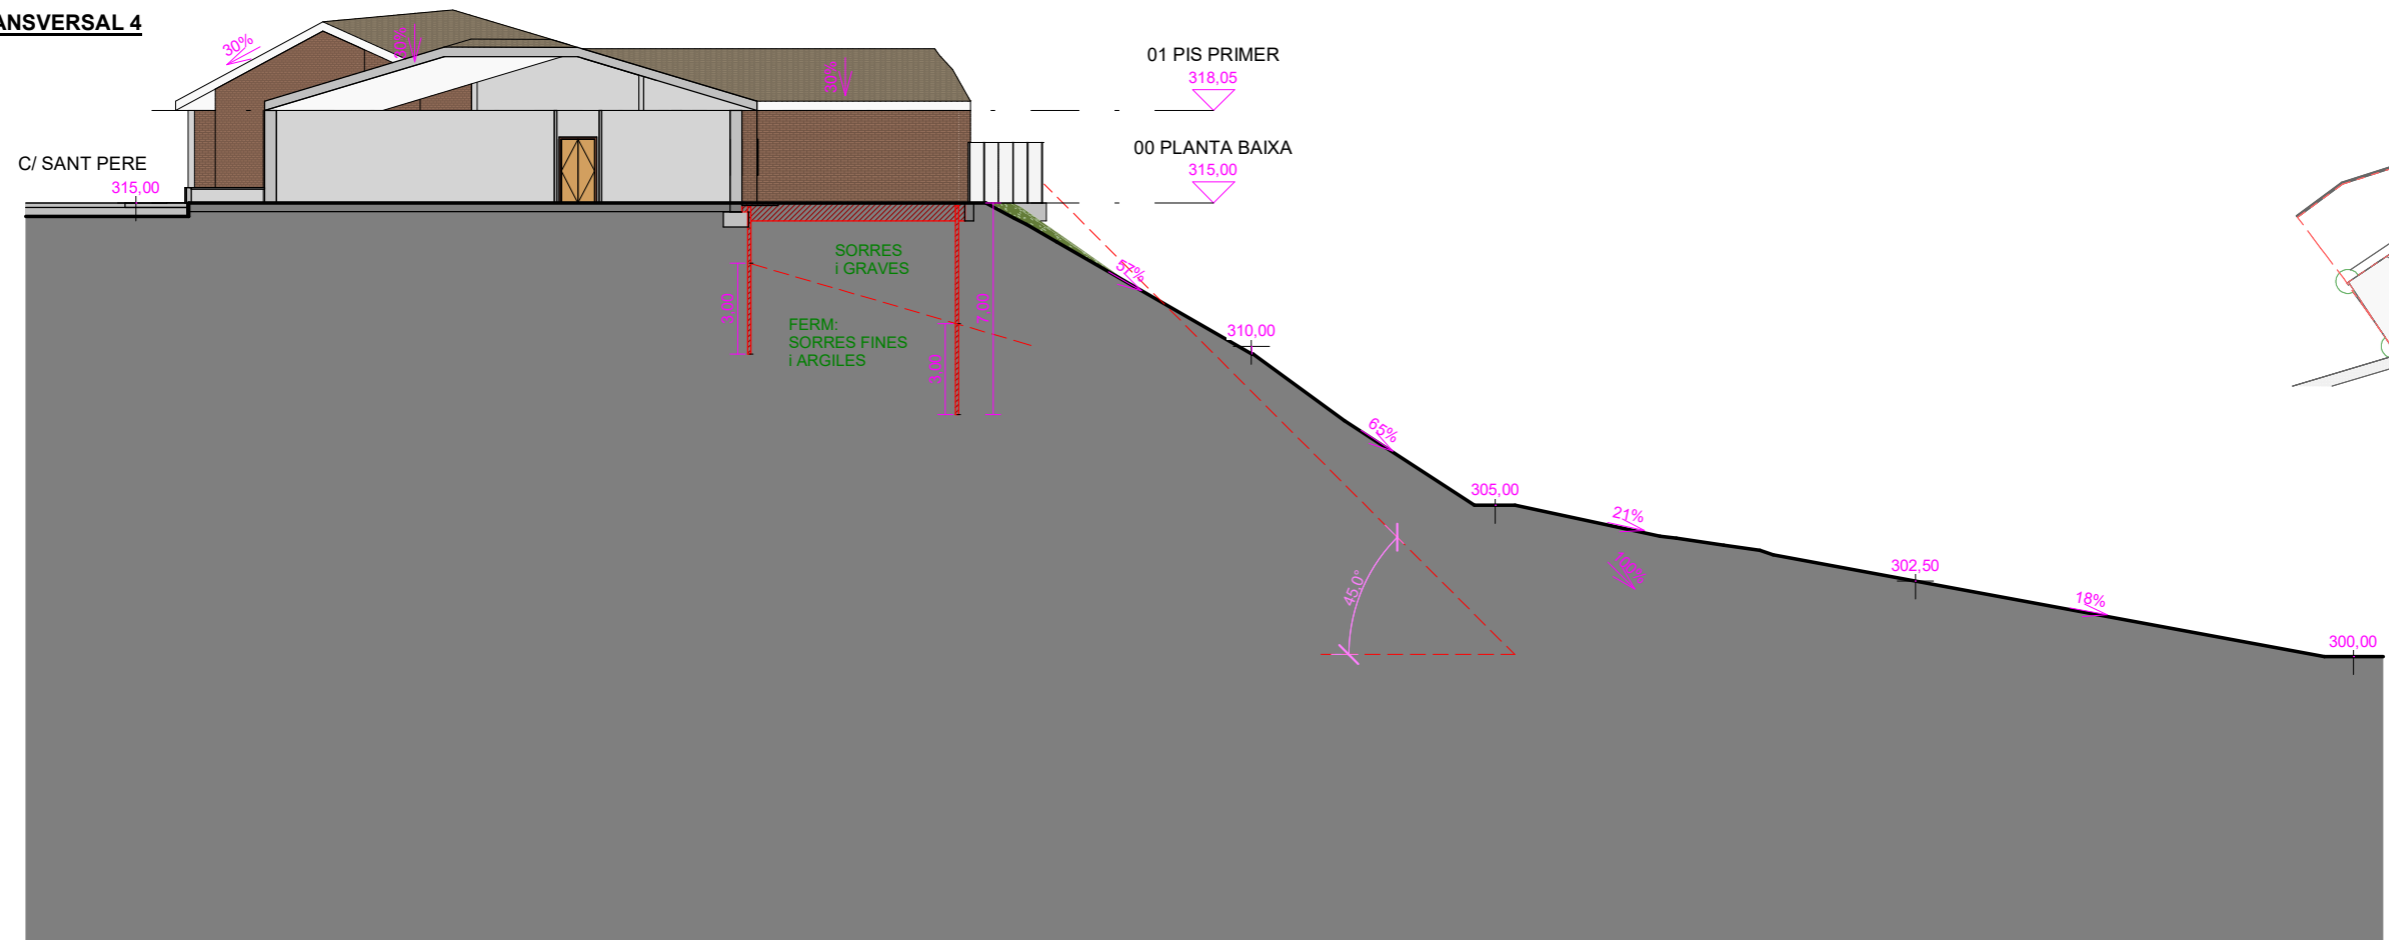 ANSVERSAL 4
30%
30%
30%
01 PIS PRIMER
318,05
00 PLANTA BAIXA
315,00
C/ SANT PERE
315,00
SORRES
i GRAVES
FERM:
SORRES FINES
i ARGILES
3,00
3,00
7,00
57%
310,00
65%
305,00
21%
100%
302,50
18%
300,00
45,0°